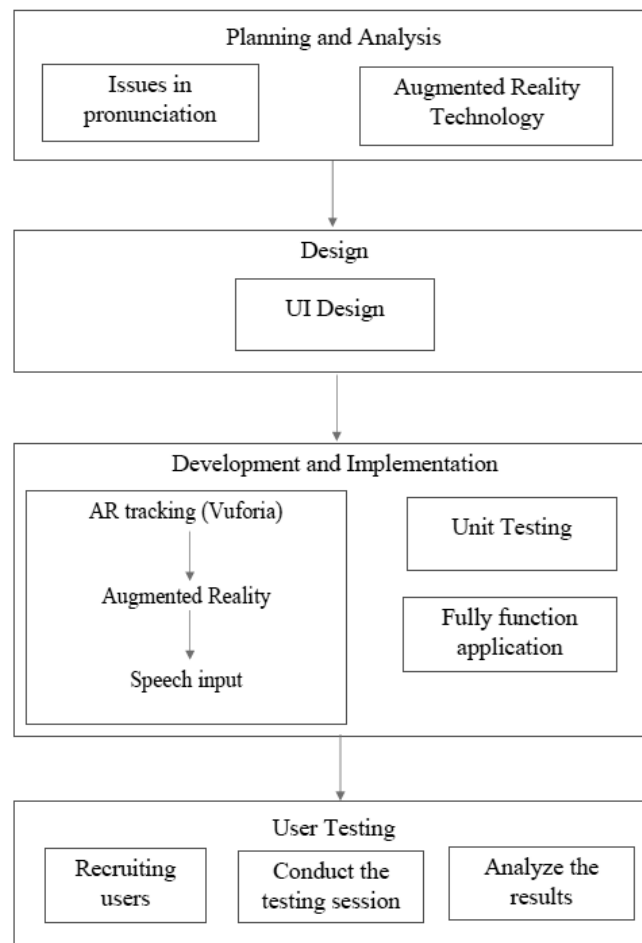 Planning and Analysis
Issues in
pronunciation
Augmented Reality
Technology
Design
UI Design
Development and Implementation
AR tracking (Vuforia)
Augmented Reality
Speech input
Unit Testing
Fully function
application
User Testing
Recruiting
users
Conduct the
testing session
Analyze the
results